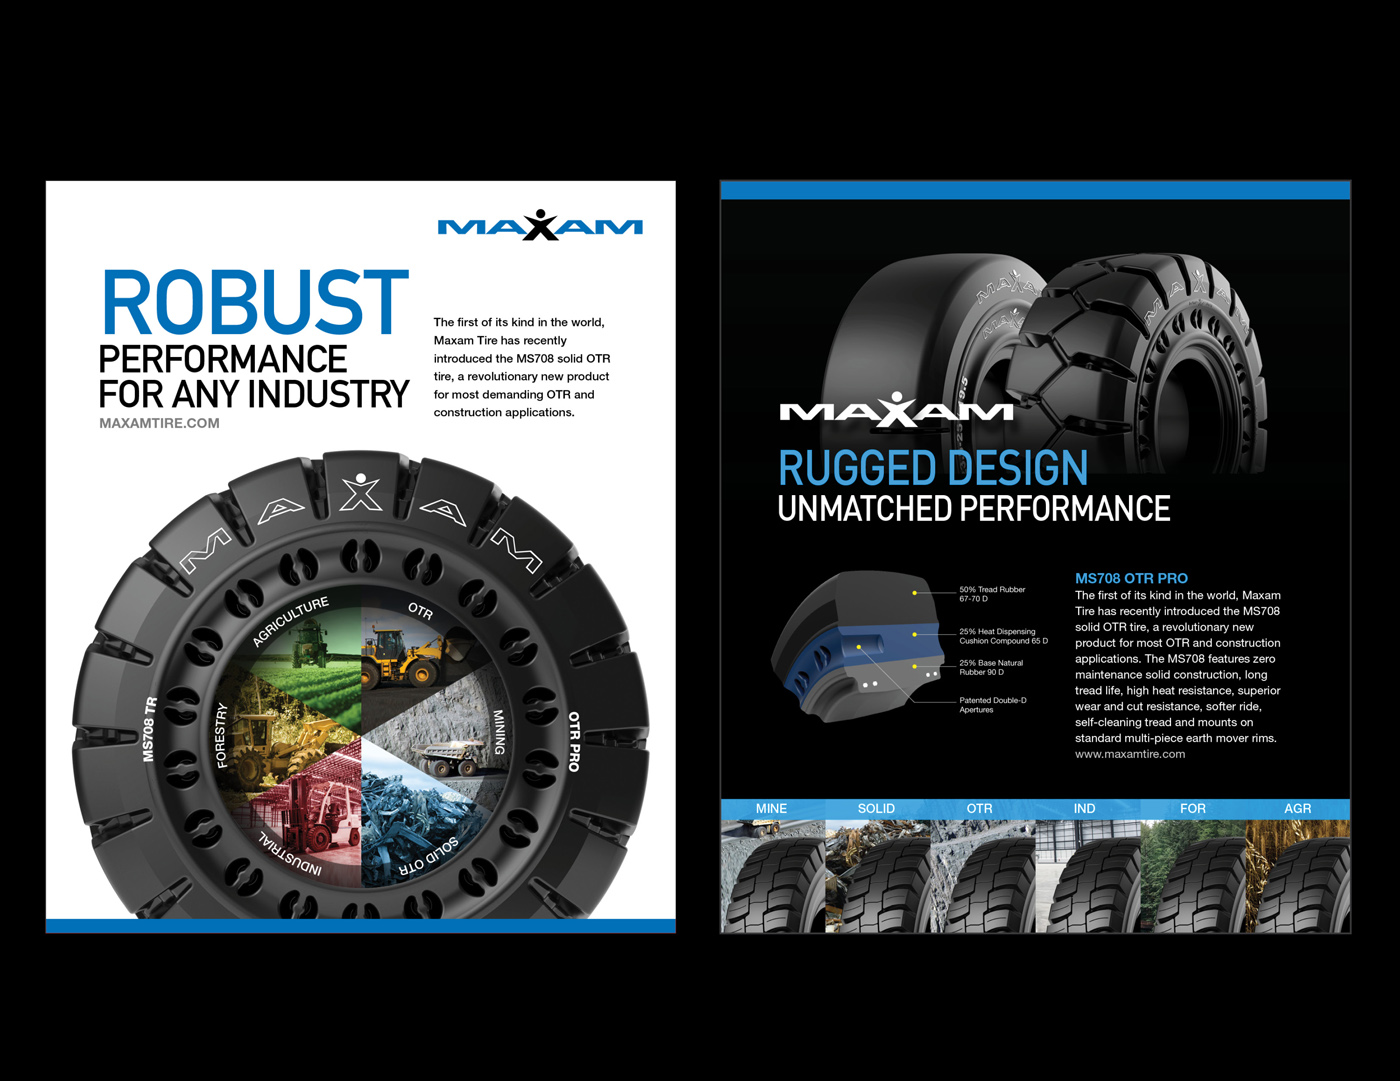 MAXAM
ROBUST
PERFORMANCE
FOR ANY INDUSTRY
MAXAMTIRE.COM
The first of its kind in the world,
Maxam Tire has recently
introduced the MS708 solid OTR
tire, a revolutionary new product
for most demanding OTR and
construction applications.
MAXAM
AGRICULTURE
OTR
FORESTRY
MINING
INDUSTRIAL
SOLID OTR
MS708 TR
OTR PRO
MAXAM
MAXAM
MAXAM
RUGGED DESIGN
UNMATCHED PERFORMANCE
50% Tread Rubber
67-70 D
25% Heat Dispensing
Cushion Compound 65 D
25% Base Natural
Rubber 90 D
Patented Double-D
Apertures
MS708 OTR PRO
The first of its kind in the world, Maxam
Tire has recently introduced the MS708
solid OTR tire, a revolutionary new
product for most OTR and construction
applications. The MS708 features zero
maintenance solid construction, long
tread life, high heat resistance, superior
wear and cut resistance, softer ride,
self-cleaning tread and mounts on
standard multi-piece earth mover rims.
www.maxamtire.com
MINE
SOLID
OTR
IND
FOR
AGR